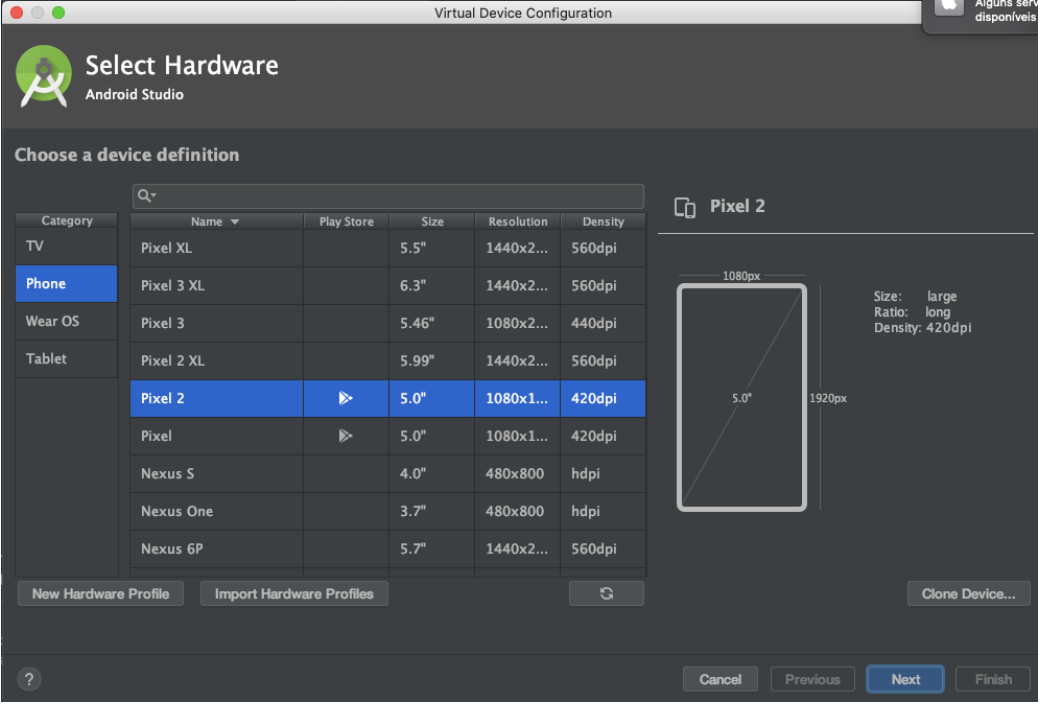 Virtual Device Configuration
Alguns serv
disponíveis
Select Hardware
Android Studio
Choose a device definition
Category
TV
Phone
Wear OS
Tablet
Name Play Store Size Resolution Density
Pixel XL 5.5" 1440x2... 560dpi
Pixel 3 XL 6.3" 1440x2... 560dpi
Pixel 3 5.46" 1080x2... 440dpi
Pixel 2 XL 5.99" 1440x2... 560dpi
Pixel 2 5.0" 1080x1... 420dpi
Pixel 5.0" 1080x1... 420dpi
Nexus S 4.0" 480x800 hdpi
Nexus One 3.7" 480x800 hdpi
Nexus 6P 5.7" 1440x2... 560dpi
New Hardware Profile Import Hardware Profiles
Pixel 2
1080px
5.0"
1920px
Size: large
Ratio: long
Density: 420dpi
Clone Device...
? Cancel Previous Next Finish